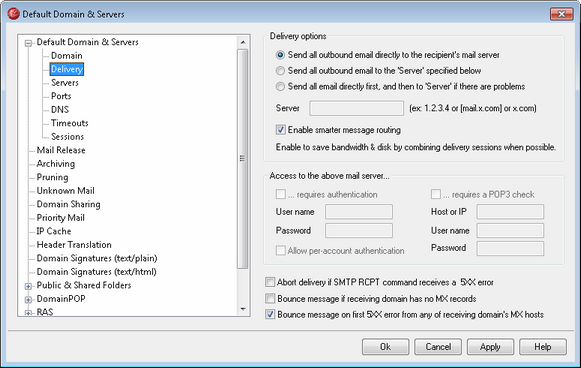 Default Domain & Servers
Default Domain & Servers
Domain
Delivery
Servers
Ports
DNS
Timeouts
Sessions
Mail Release
Archiving
Pruning
Unknown Mail
Domain Sharing
Priority Mail
IP Cache
Header Translation
Domain Signatures (text/plain)
Domain Signatures (text/html)
Public & Shared Folders
DomainPOP
RAS
Delivery options
Send all outbound email directly to the recipient's mail server
Send all outbound email to the 'Server' specified below
Send all email directly first, and then to 'Server' if there are problems
Server (ex: 1.2.3.4 or [mail.x.com] or x.com)
Enable smarter message routing
Enable to save bandwidth & disk by combining delivery sessions when possible.
Access to the above mail server...
... requires authentication
User name
Password
Allow per-account authentication
... requires a POP3 check
Host or IP
User name
Password
Abort delivery if SMTP RCPT command receives a 5XX error
Bounce message if receiving domain has no MX records
Bounce message on first 5XX error from any of receiving domain's MX hosts
Ok Cancel Apply Help